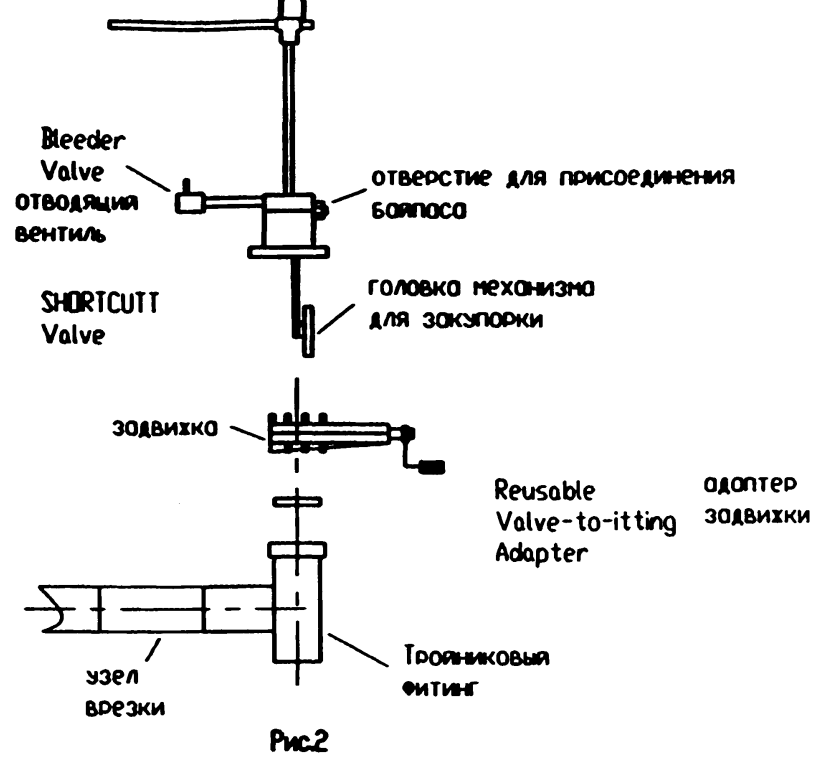 Bleeder
Valve
отводящия
вентиль
отверстие для присоединения
байпаса
SHORTCUTT
Valve
головка механизма
для закупорки
задвижка
Reusable
Valve-to-itting
Adapter
адаптер
задвижки
Тройниковый
фитинг
узел
врезки
Рис.2